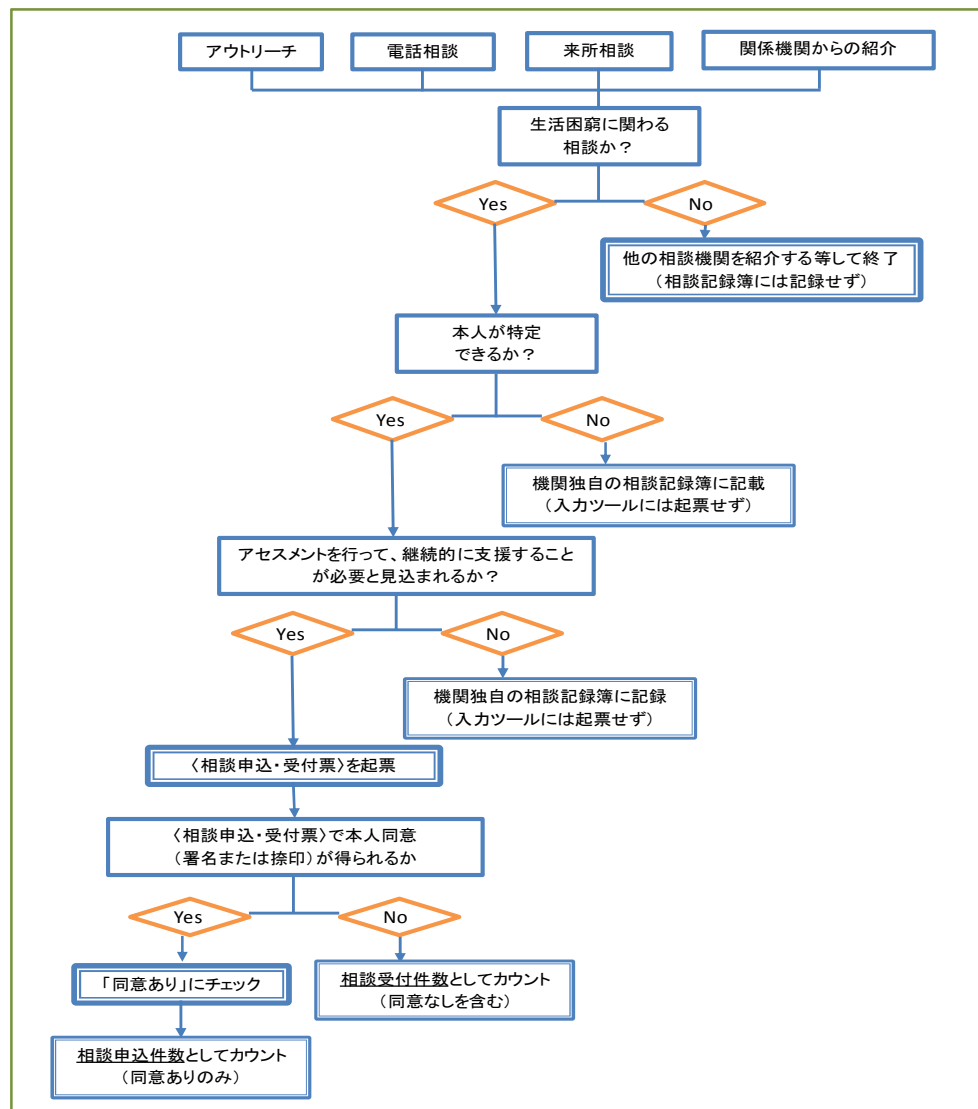 アウトリーチ
電話相談
来所相談
関係機関からの紹介
生活困窮に関わる
相談か？
Yes
No
他の相談機関を紹介する等して終了
（相談記録簿には記録せず）
本人が特定
できるか？
Yes
No
機関独自の相談記録簿に記載
（入力ツールには起票せず）
アセスメントを行って、継続的に支援すること
が必要と見込まれるか？
Yes
No
機関独自の相談記録簿に記録
（入力ツールには起票せず）
〈相談申込・受付票〉を起票
〈相談申込・受付票〉で本人同意
（署名または捺印）が得られるか
Yes
No
「同意あり」にチェック
相談受付件数としてカウント
（同意なしを含む）
相談申込件数としてカウント
（同意ありのみ）